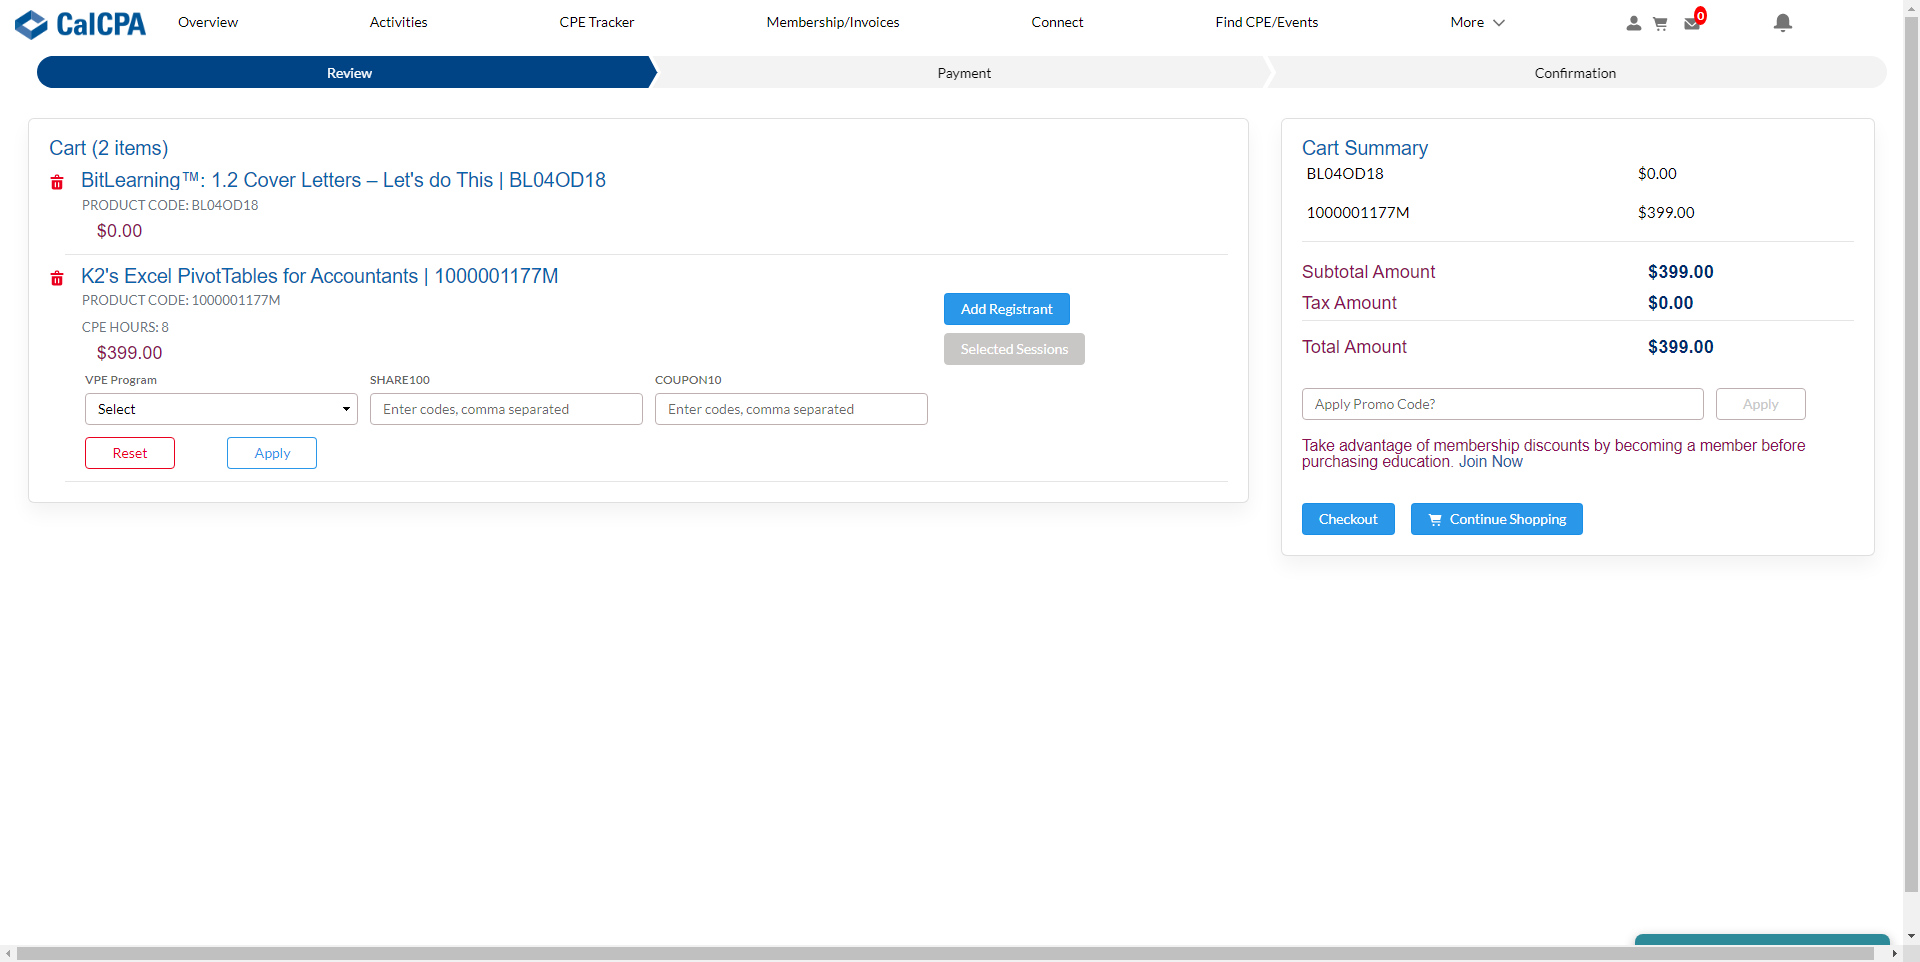 CalCPA
Overview
Activities
CPE Tracker
Membership/Invoices
Connect
Find CPE/Events
More
0
Review
Payment
Confirmation
Cart (2 items)
BitLearning™: 1.2 Cover Letters – Let's do This | BL04OD18
PRODUCT CODE: BL04OD18
$0.00
K2's Excel PivotTables for Accountants | 1000001177M
PRODUCT CODE: 1000001177M
CPE HOURS: 8
$399.00
Add Registrant
Selected Sessions
VPE Program
SHARE100
COUPON10
Select
Enter codes, comma separated
Enter codes, comma separated
Reset
Apply
Cart Summary
BL04OD18 $0.00
1000001177M $399.00
Subtotal Amount $399.00
Tax Amount $0.00
Total Amount $399.00
Apply Promo Code?
Apply
Take advantage of membership discounts by becoming a member before
purchasing education. Join Now
Checkout
Continue Shopping